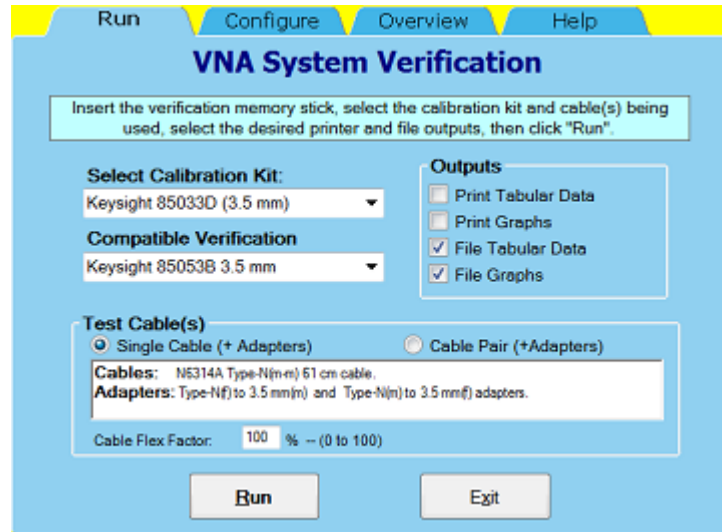 Run Configure Overview Help
VNA System Verification
Insert the verification memory stick, select the calibration kit and cable(s) being
used, select the desired printer and file outputs, then click "Run".
Select Calibration Kit:
Keysight 85033D (3.5 mm)
Compatible Verification
Keysight 85053B 3.5 mm
Outputs
Print Tabular Data
Print Graphs
File Tabular Data
File Graphs
Test Cable(s)
Single Cable (+ Adapters) Cable Pair (+Adapters)
Cables: N6314A Type-N(m-m) 61 cm cable.
Adapters: Type-N(f) to 3.5 mm(m) and Type-N(m) to 3.5 mm(f) adapters.
Cable Flex Factor: 100 % -- (0 to 100)
Run Exit